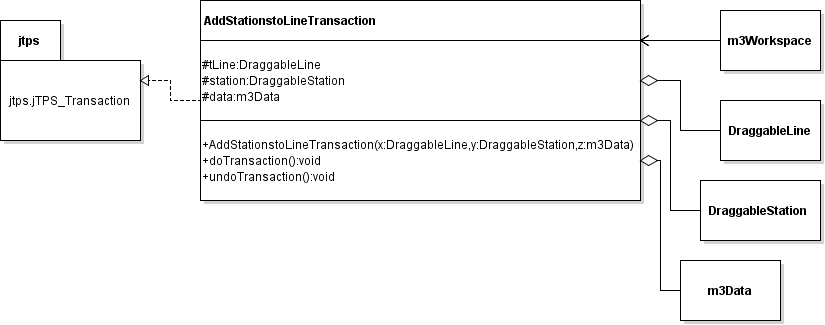 jtps
jtps.jTPS_Transaction
AddStationstoLineTransaction
#tLine:DraggableLine
#station:DraggableStation
#data:m3Data
+AddStationstoLineTransaction(x:DraggableLine,y:DraggableStation,z:m3Data)
+doTransaction():void
+undoTransaction():void
m3Workspace
DraggableLine
DraggableStation
m3Data